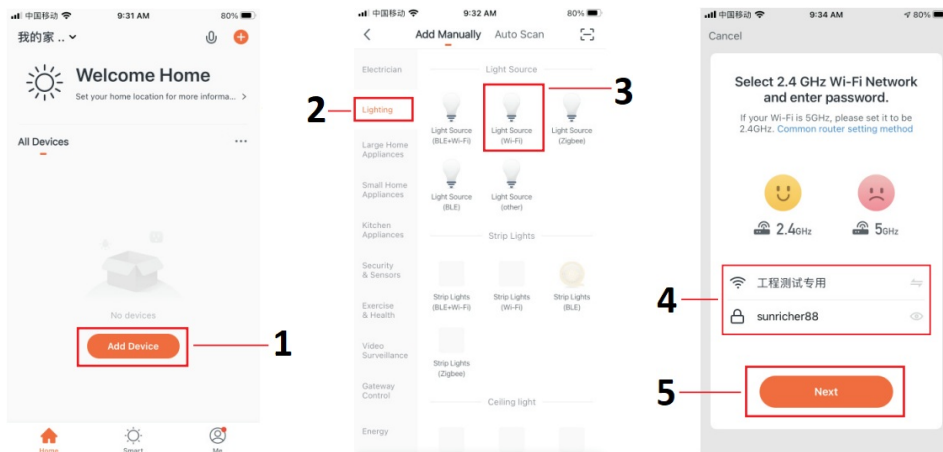 中国移动 9:31 AM 80%
我的家 ..
Welcome Home
Set your home location for more informa... >
All Devices
...
No devices
Add Device
1
Home Smart Me
中国移动 9:32 AM 80%
Add Manually Auto Scan
Electrician
Lighting
Large Home
Appliances
Small Home
Appliances
Kitchen
Appliances
Security
& Sensors
Exercise
& Health
Video
Surveillance
Gateway
Control
Energy
2
Light Source
Light Source
(BLE+Wi-Fi)
Light Source
(Wi-Fi)
Light Source
(Zigbee)
3
Light Source
(BLE)
Light Source
(other)
Strip Lights
Strip Lights
(BLE+Wi-Fi)
Strip Lights
(Wi-Fi)
Strip Lights
(BLE)
Strip Lights
(Zigbee)
Ceiling light
中国移动 9:34 AM 80%
Cancel
Select 2.4 GHz Wi-Fi Network
and enter password.
If your Wi-Fi is 5GHz, please set it to be
2.4GHz. Common router setting method
2.4GHz 5GHz
工程测试专用
4
sunricher88
5
Next